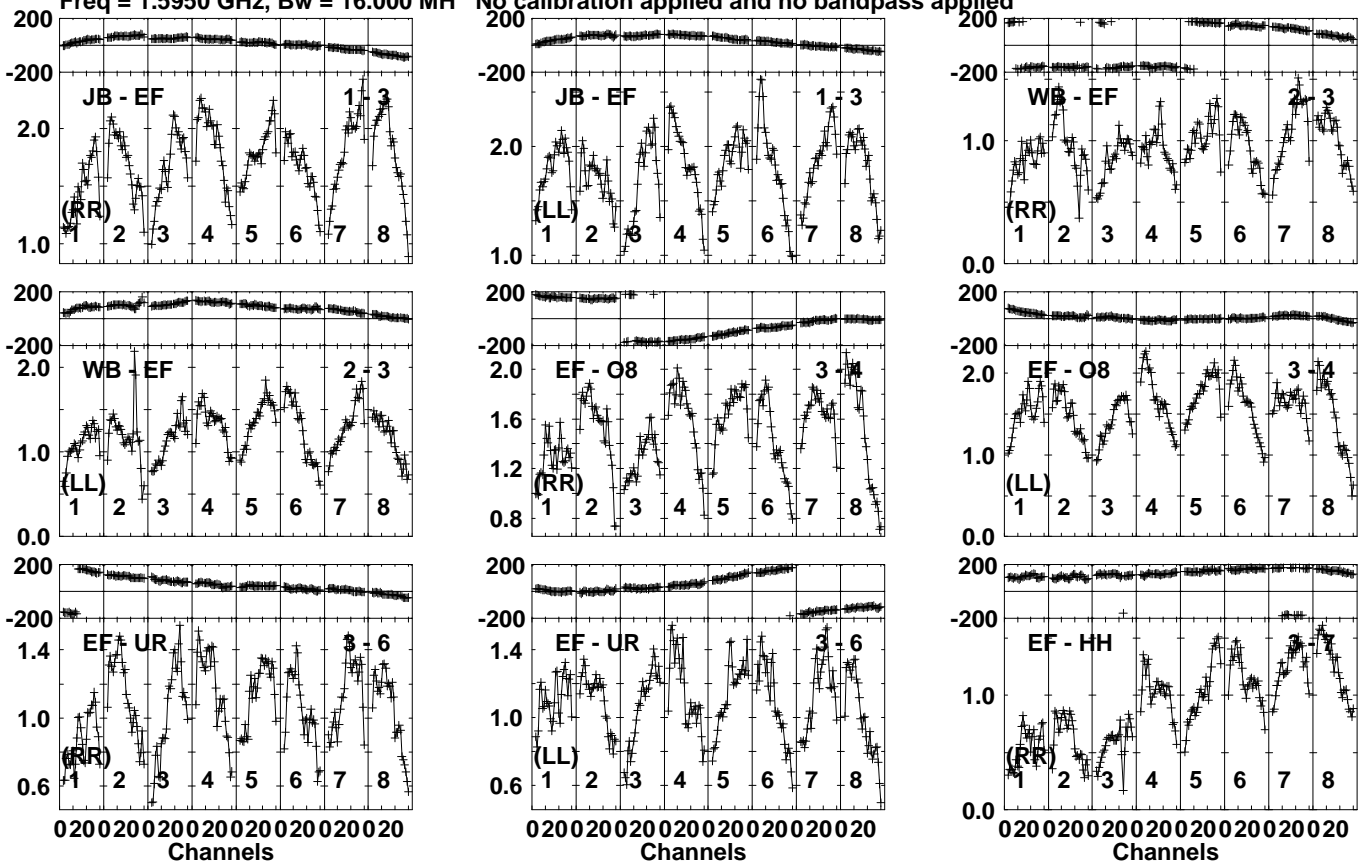 Freq = 1.5950 GHz, Bw = 16.000 MH No calibration applied and no bandpass applied
200
-200
JB - EF 1 - 3
2.0
(RR)
1 2 3 4 5 6 7 8
1.0
200
-200
JB - EF 1 - 3
2.0
(LL)
1 2 3 4 5 6 7 8
1.0
200
-200
WB - EF 2 - 3
1.0
(RR)
1 2 3 4 5 6 7 8
0.0
200
-200
2.0
WB - EF 2 - 3
1.0
(LL)
1 2 3 4 5 6 7 8
0.0
200
-200
2.0
EF - O8 3 - 4
1.6
1.2
(RR)
1 2 3 4 5 6 7 8
0.8
200
-200
2.0
EF - O8 3 - 4
1.0
(LL)
1 2 3 4 5 6 7 8
0.0
200
-200
EF - UR 3 - 6
1.4
1.0
(RR)
1 2 3 4 5 6 7 8
0.6
0 20 0 20 0 20 0 20 0 20 0 20 0 20 0 20
Channels
200
-200
EF - UR 3 - 6
1.4
1.0
(LL)
1 2 3 4 5 6 7 8
0.6
0 20 0 20 0 20 0 20 0 20 0 20 0 20 0 20
Channels
200
-200
EF - HH 3 - 7
1.0
(RR)
1 2 3 4 5 6 7 8
0.0
0 20 0 20 0 20 0 20 0 20 0 20 0 20 0 20
Channels